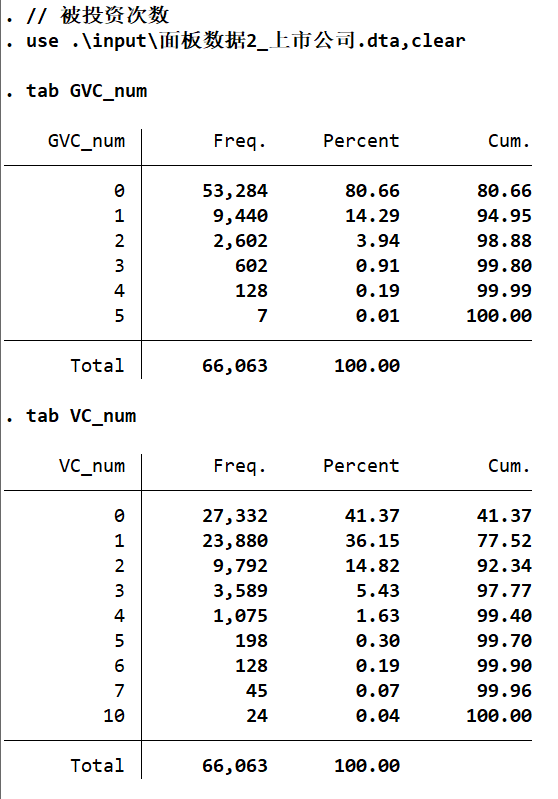 . // 被投资次数
. use .\input\面板数据2_上市公司.dta,clear
. tab GVC_num
GVC_num Freq. Percent Cum.
0 53,284 80.66 80.66
1 9,440 14.29 94.95
2 2,602 3.94 98.88
3 602 0.91 99.80
4 128 0.19 99.99
5 7 0.01 100.00
Total 66,063 100.00
. tab VC_num
VC_num Freq. Percent Cum.
0 27,332 41.37 41.37
1 23,880 36.15 77.52
2 9,792 14.82 92.34
3 3,589 5.43 97.77
4 1,075 1.63 99.40
5 198 0.30 99.70
6 128 0.19 99.90
7 45 0.07 99.96
10 24 0.04 100.00
Total 66,063 100.00